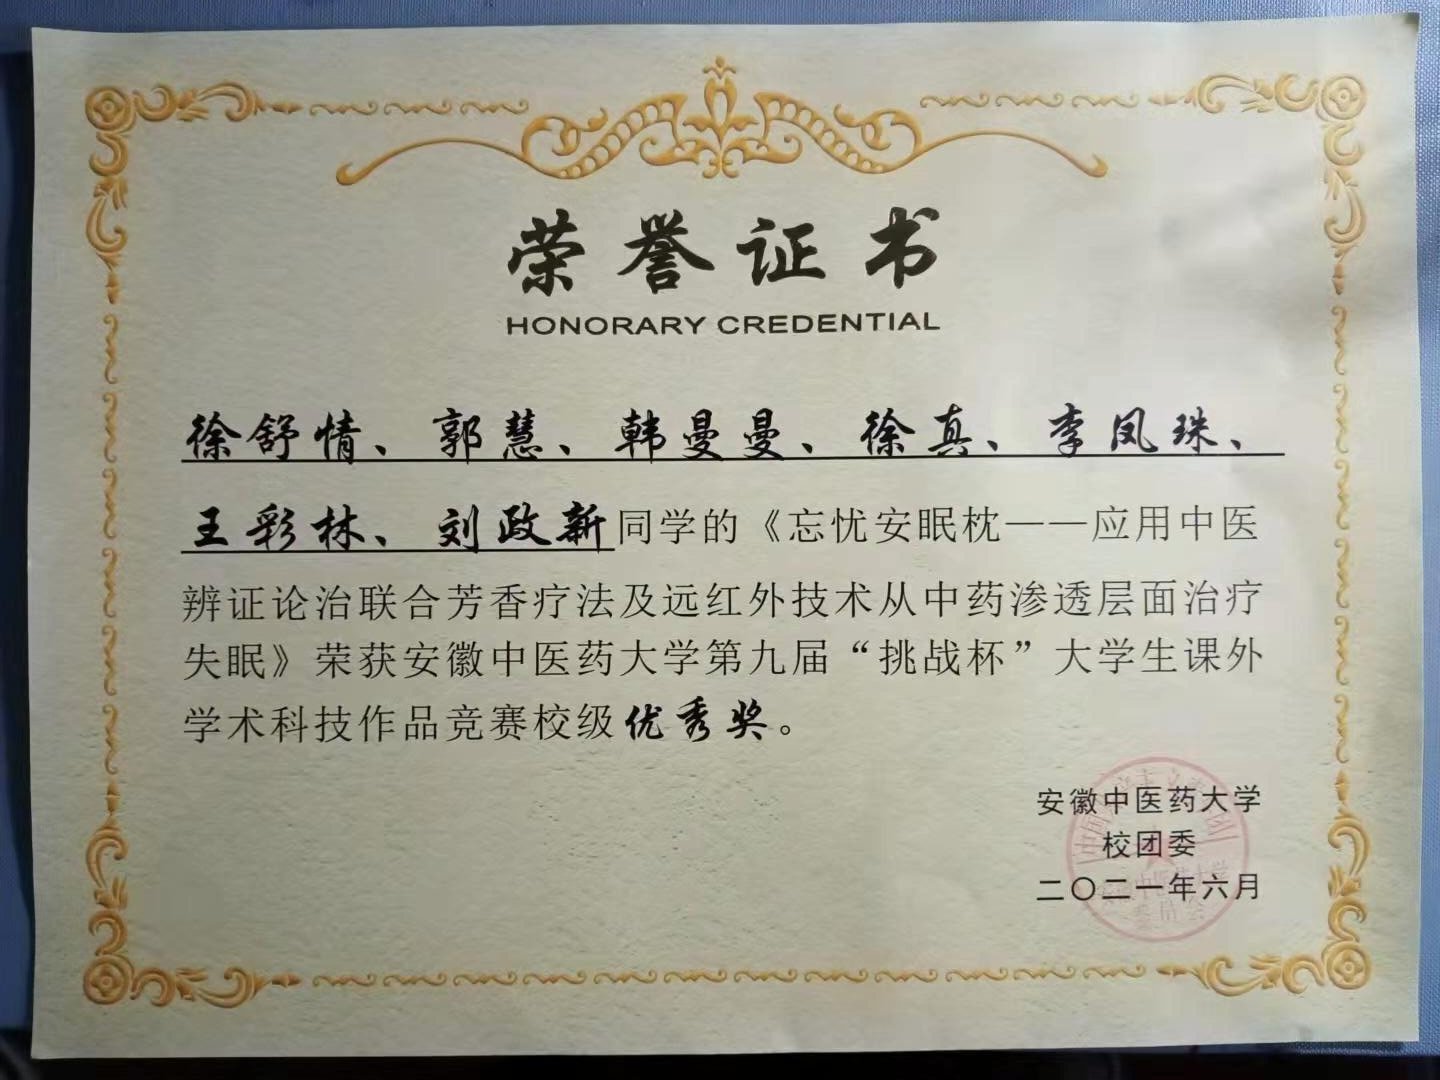 荣誉证书
HONORARY CREDENTIAL
徐舒情、郭慧、韩曼曼、徐真、李凤珠、
王彩林、刘政新同学的《忘忧安眠枕——应用中医
辨证论治联合芳香疗法及远红外技术从中药渗透层面治疗
失眠》荣获安徽中医药大学第九届“挑战杯”大学生课外
学术科技作品竞赛校级优秀奖。
安徽中医药大学
校团委
二〇二一年六月